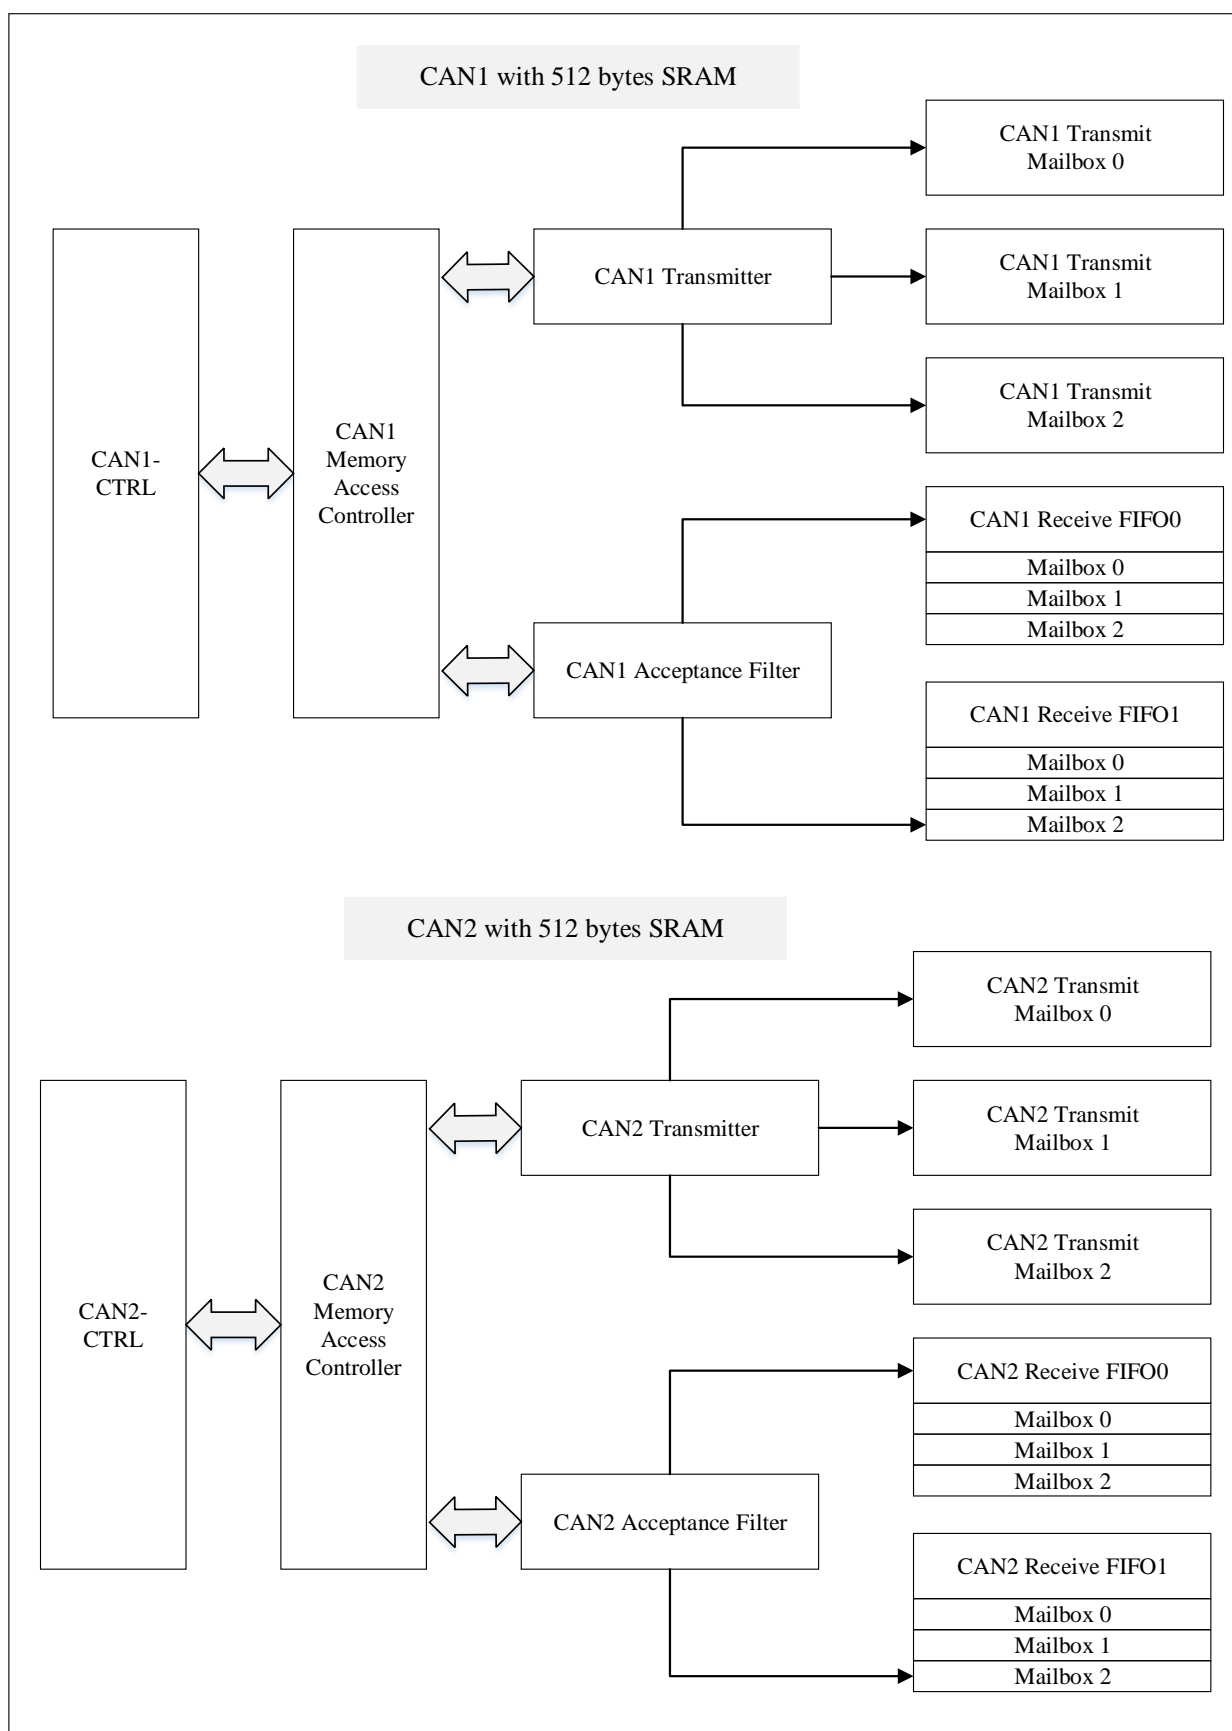 CAN1 with 512 bytes SRAM
CAN1 Transmit
Mailbox 0
CAN1 Transmit
Mailbox 1
CAN1 Transmitter
CAN1 Transmit
Mailbox 2
CAN1-
CTRL
CAN1
Memory
Access
Controller
CAN1 Receive FIFO0
Mailbox 0
Mailbox 1
Mailbox 2
CAN1 Acceptance Filter
CAN1 Receive FIFO1
Mailbox 0
Mailbox 1
Mailbox 2
CAN2 with 512 bytes SRAM
CAN2 Transmit
Mailbox 0
CAN2 Transmit
Mailbox 1
CAN2 Transmitter
CAN2 Transmit
Mailbox 2
CAN2-
CTRL
CAN2
Memory
Access
Controller
CAN2 Receive FIFO0
Mailbox 0
Mailbox 1
Mailbox 2
CAN2 Acceptance Filter
CAN2 Receive FIFO1
Mailbox 0
Mailbox 1
Mailbox 2